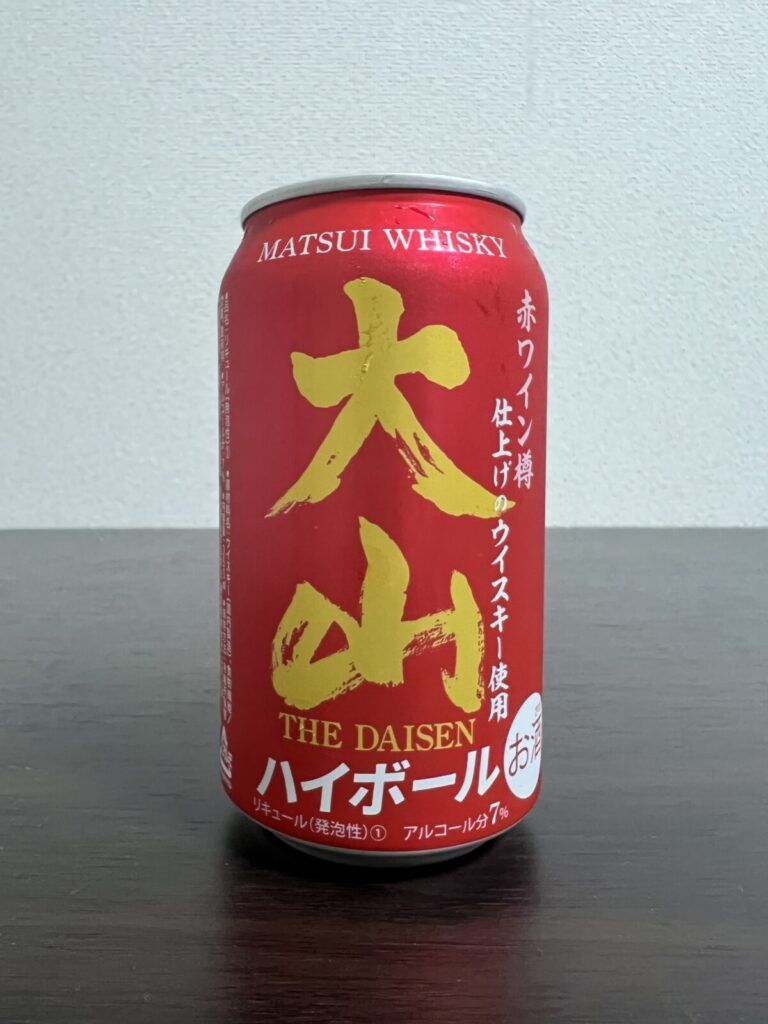 MATSUI WHISKY
大山
赤ワイン樽
仕上げのウイスキー使用
THE DAISEN
ハイボール
お酒
リキュール(発泡性)① アルコール分7%